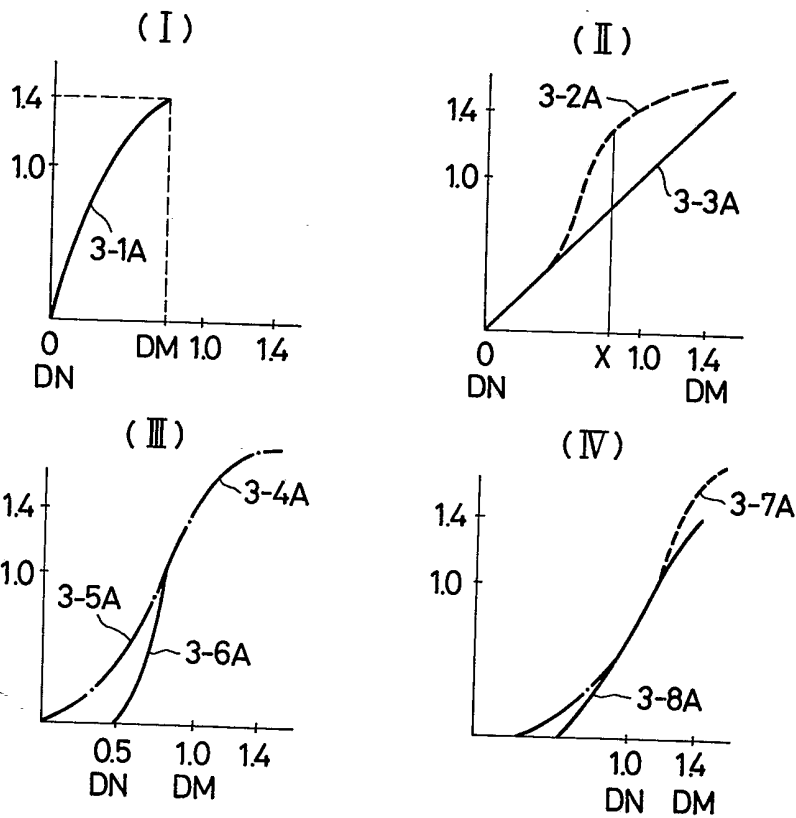 (I)
1.4
1.0
3-1A
0 DM 1.0 1.4
DN
(II)
1.4
1.0
3-2A
3-3A
0 X 1.0 1.4
DN DM
(III)
1.4
1.0
3-4A
3-5A
3-6A
0.5 1.0 1.4
DN DM
(IV)
1.4
1.0
3-7A
3-8A
1.0 1.4
DN DM